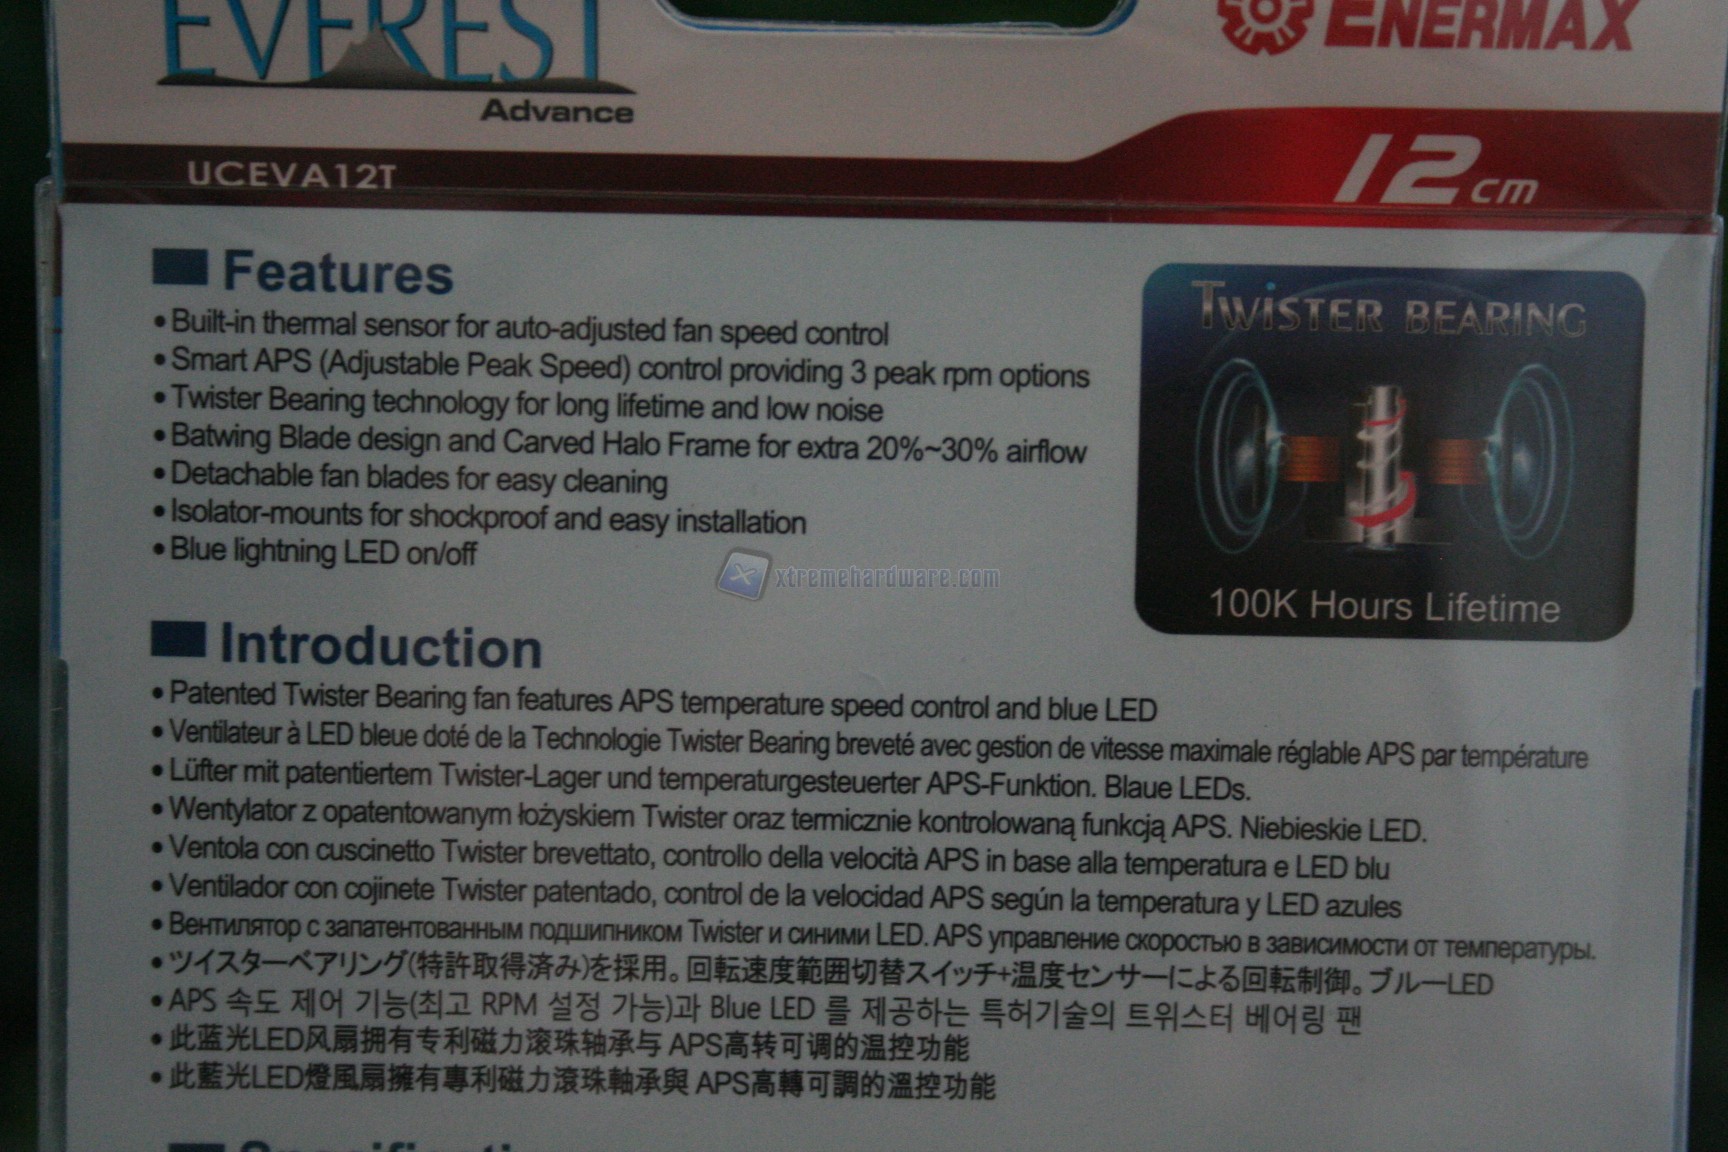 EVEREST
Advance
ENERMAX
UCEVA12T
12cm
Features
• Built-in thermal sensor for auto-adjusted fan speed control
• Smart APS (Adjustable Peak Speed) control providing 3 peak rpm options
• Twister Bearing technology for long lifetime and low noise
• Batwing Blade design and Carved Halo Frame for extra 20%~30% airflow
• Detachable fan blades for easy cleaning
• Isolator-mounts for shockproof and easy installation
• Blue lightning LED on/off
TWISTER BEARING
100K Hours Lifetime
xtremehardware.com
Introduction
• Patented Twister Bearing fan features APS temperature speed control and blue LED
• Ventilateur à LED bleue doté de la Technologie Twister Bearing breveté avec gestion de vitesse maximale réglable APS par température
• Lüfter mit patentiertem Twister-Lager und temperaturgesteuerter APS-Funktion. Blaue LEDs.
• Wentylator z opatentowanym łożyskiem Twister oraz termicznie kontrolowaną funkcją APS. Niebieskie LED.
• Ventola con cuscinetto Twister brevettato, controllo della velocità APS in base alla temperatura e LED blu
• Ventilador con cojinete Twister patentado, control de la velocidad APS según la temperatura y LED azules
• Вентилятор с запатентованным подшипником Twister и синими LED. APS управление скоростью в зависимости от температуры.
• ツイスターベアリング(特許取得済み)を採用。回転速度範囲切替スイッチ+温度センサーによる回転制御。ブルーLED
• APS 속도 제어 기능(최고 RPM 설정 가능)과 Blue LED 를 제공하는 특허기술의 트위스터 베어링 팬
• 此蓝光LED风扇拥有专利磁力滚珠轴承与 APS高转可调的温控功能
• 此藍光LED燈風扇擁有專利磁力滾珠軸承與 APS高轉可調的溫控功能